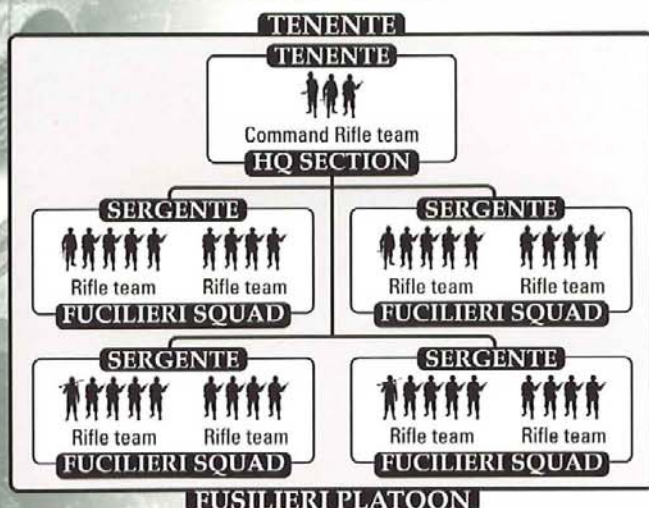 TENENTE
TENENTE
Command Rifle team
HQ SECTION
SERGENTE
Rifle team Rifle team
FUCILIERI SQUAD
SERGENTE
Rifle team Rifle team
FUCILIERI SQUAD
SERGENTE
Rifle team Rifle team
FUCILIERI SQUAD
SERGENTE
Rifle team Rifle team
FUCILIERI SQUAD
FUSILIERI PLATOON